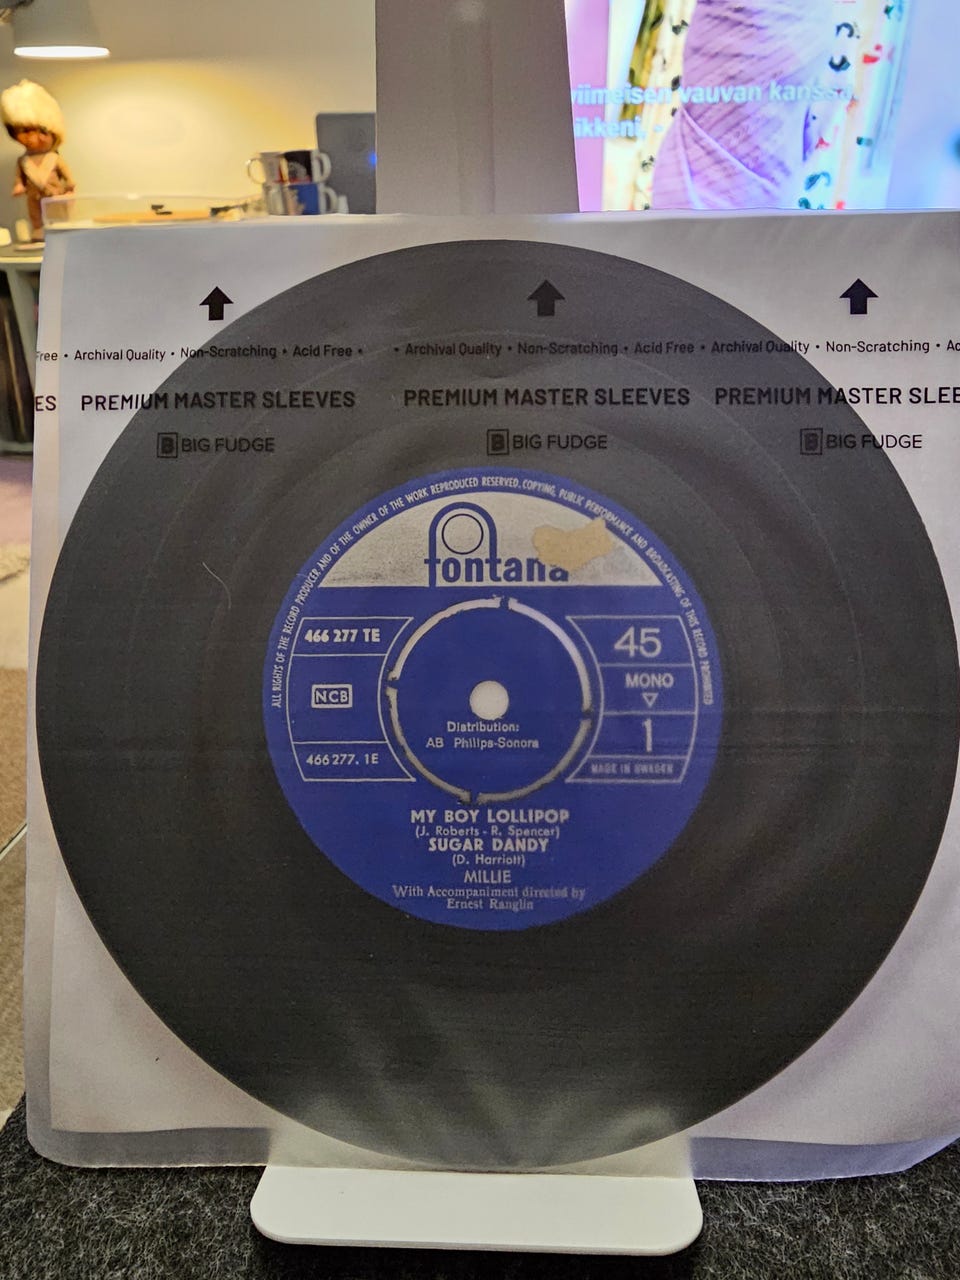 viimeisen vauvan kanssa
ikkeni, -
Free • Archival Quality • Non-Scratching • Acid Free • • Archival Quality • Non-Scratching • Acid Free • Archival Quality • Non-Scratching •
ES PREMIUM MASTER SLEEVES PREMIUM MASTER SLEEVES PREMIUM MASTER SLEE
B BIG FUDGE B BIG FUDGE B BIG FUDGE
ALL RIGHTS OF THE RECORD PRODUCER AND OF THE OWNER OF THE WORK REPRODUCED RESERVED. COPYING, PUBLIC PERFORMANCE AND BROADCASTING OF THIS RECORD PROHIBITED
fontana
466 277 TE
NCB
466 277. 1E
45
MONO
1
MADE IN SWEDEN
Distribution:
AB Philips-Sonora
MY BOY LOLLIPOP
(J. Roberts - R. Spencer)
SUGAR DANDY
(D. Harriott)
MILLIE
With Accompaniment directed by
Ernest Ranglin